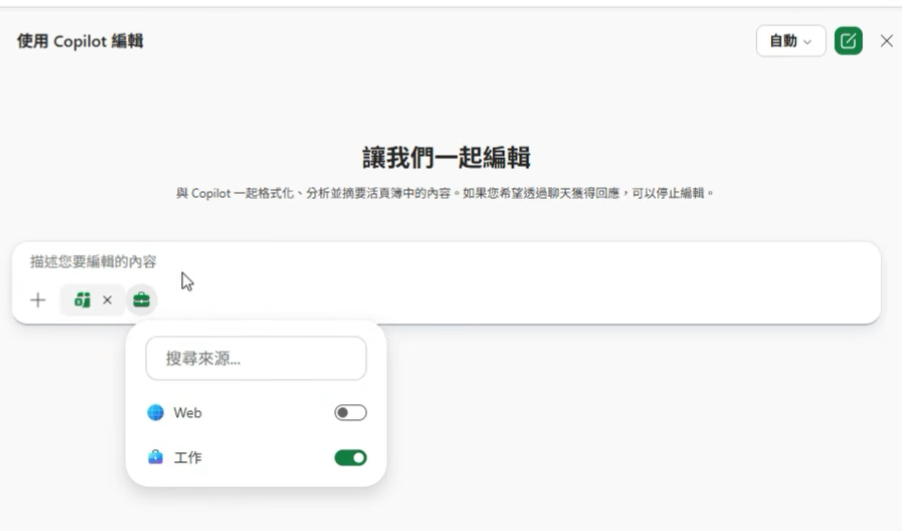 使用 Copilot 編輯
自動
讓我們一起編輯
與 Copilot 一起格式化、分析並摘要活頁簿中的內容。如果您希望透過聊天獲得回應，可以停止編輯。
描述您要編輯的內容
搜尋來源...
Web
工作